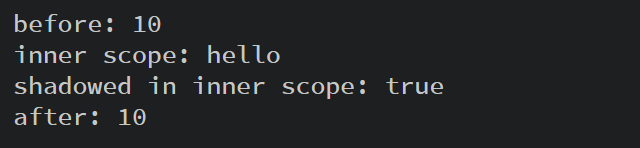 before: 10
inner scope: hello
shadowed in inner scope: true
after: 10